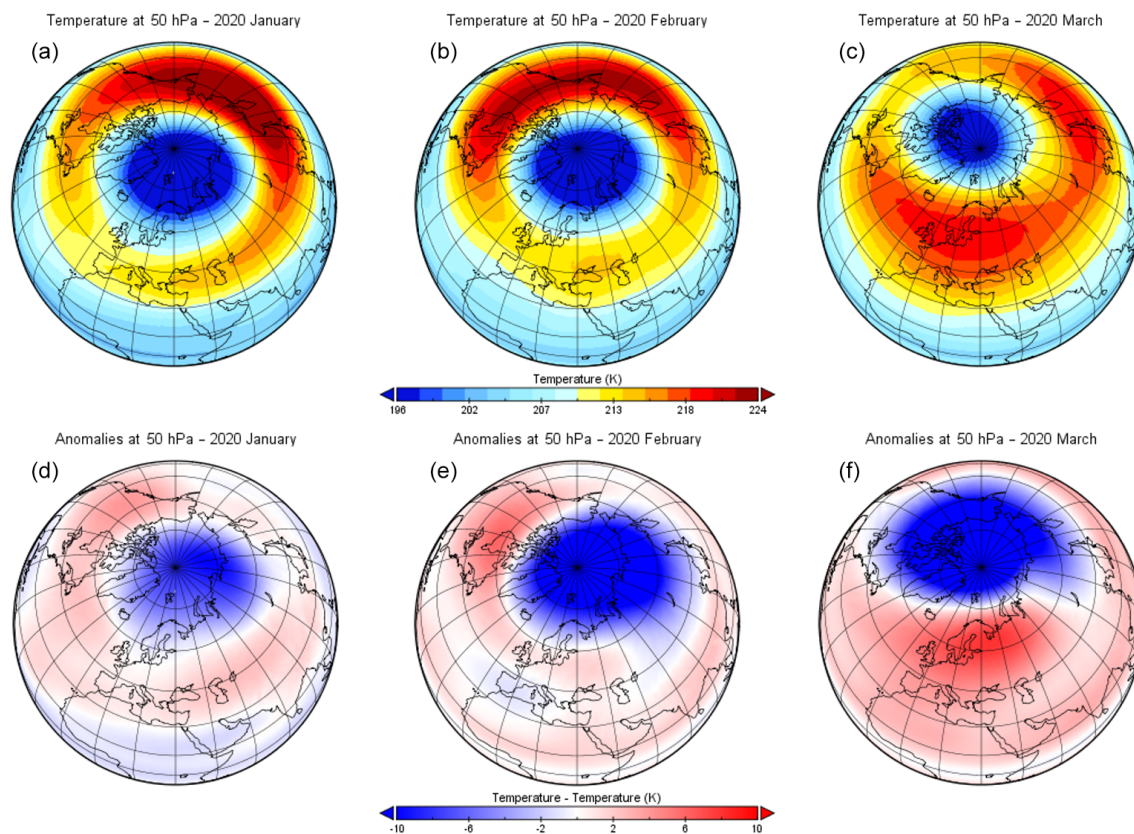 Temperature at 50 hPa – 2020 January
Temperature at 50 hPa – 2020 February
Temperature at 50 hPa – 2020 March
(a)
(b)
(c)
Temperature (K)
196 202 207 213 218 224
Anomalies at 50 hPa – 2020 January
Anomalies at 50 hPa – 2020 February
Anomalies at 50 hPa – 2020 March
(d)
(e)
(f)
Temperature – Temperature (K)
-10 -6 -2 2 6 10